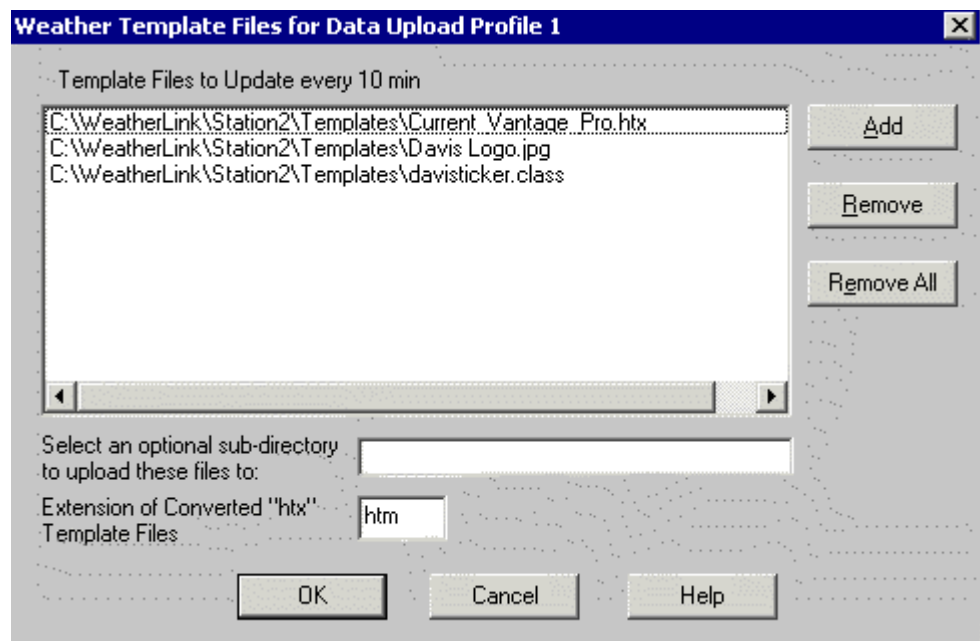 Weather Template Files for Data Upload Profile 1
Template Files to Update every 10 min
C:\WeatherLink\Station2\Templates\Current_Vantage_Pro.htx
C:\WeatherLink\Station2\Templates\Davis Logo.jpg
C:\WeatherLink\Station2\Templates\davisticker.class
Add
Remove
Remove All
Select an optional sub-directory
to upload these files to:
Extension of Converted "htx"
Template Files
htm
OK
Cancel
Help